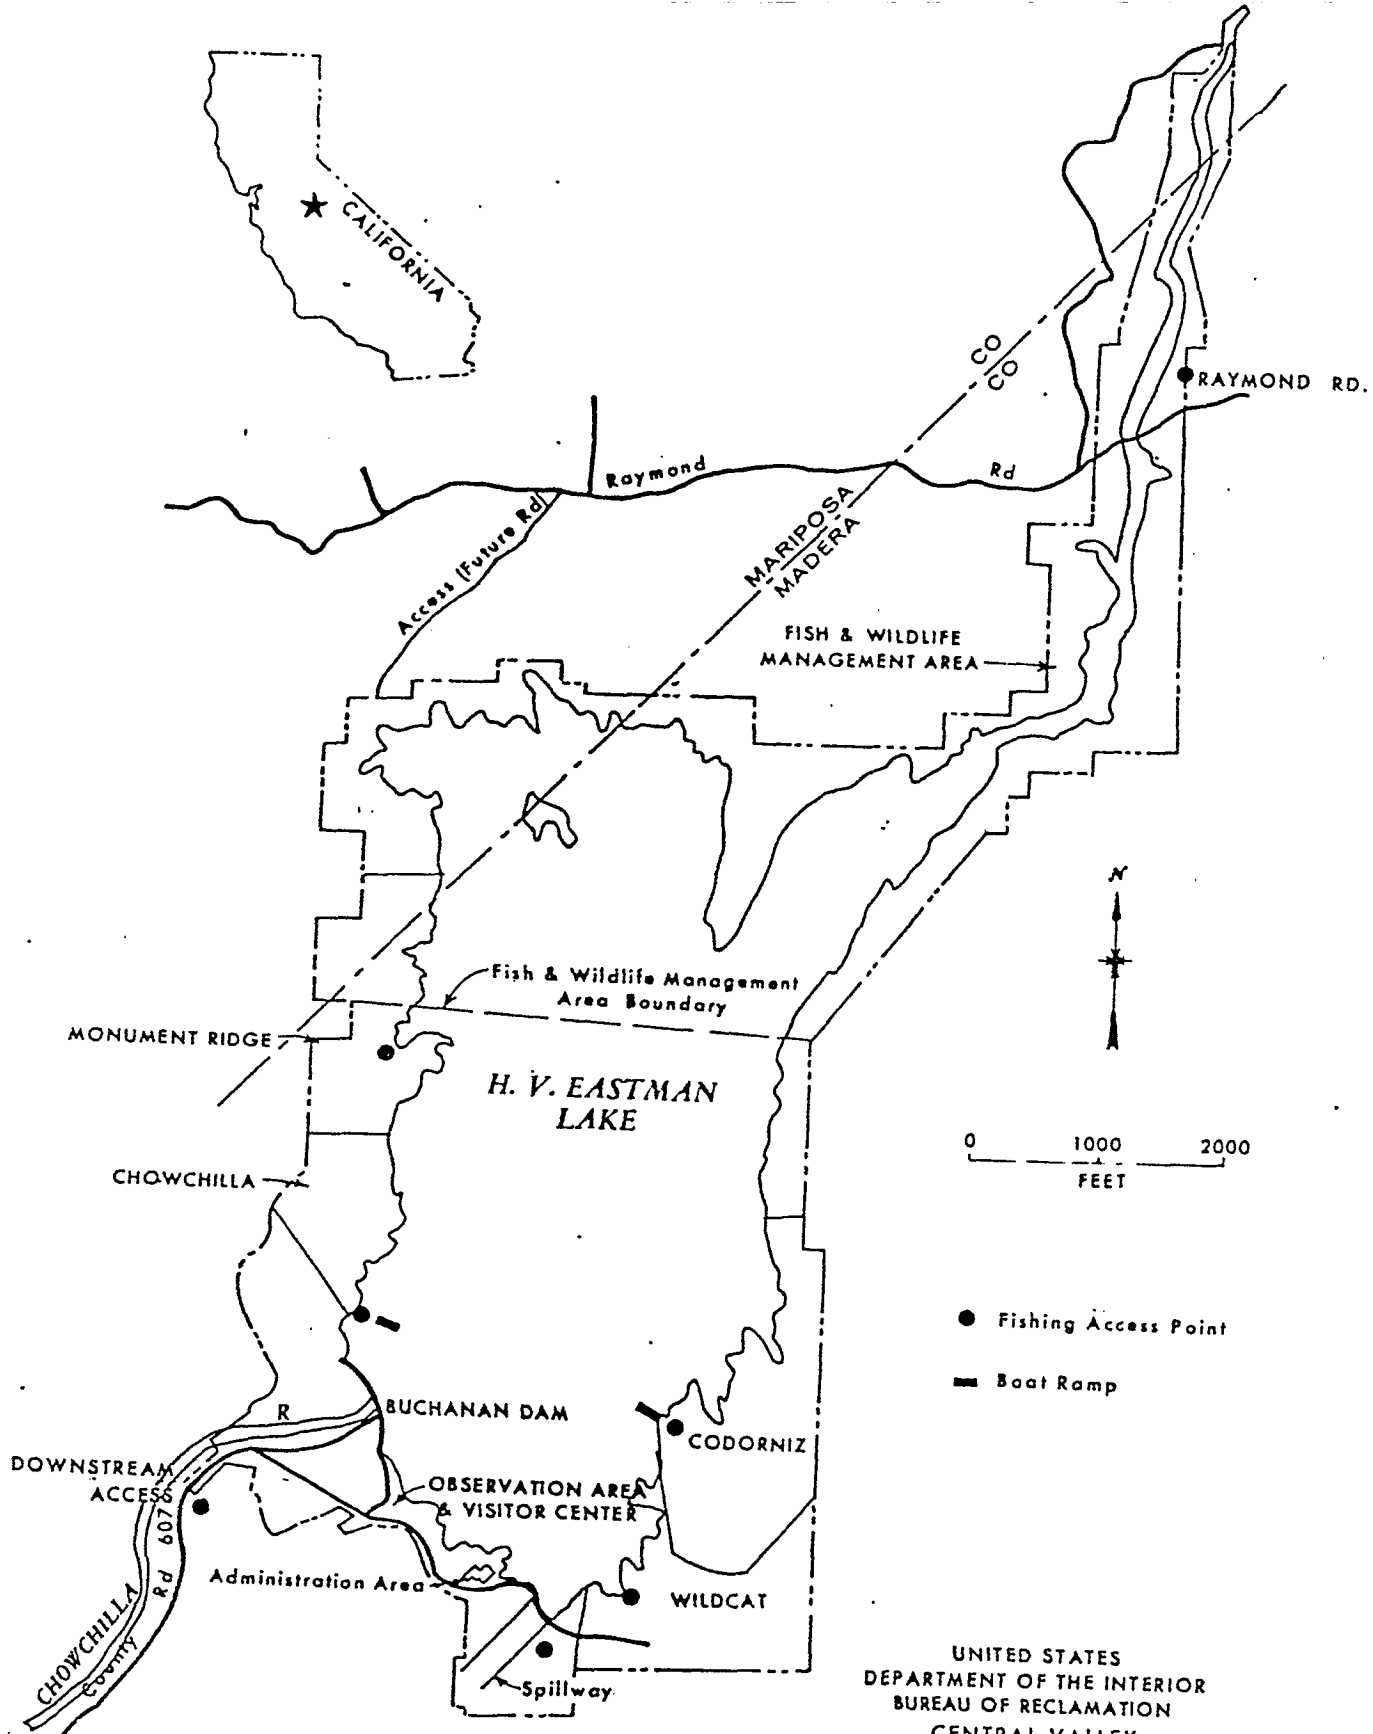 CALIFORNIA
CO
CO
RAYMOND RD.
Raymond
Rd
Access (Future Rd)
MARIPOSA
MADERA
FISH & WILDLIFE
MANAGEMENT AREA
N
Fish & Wildlife Management
Area Boundary
MONUMENT RIDGE
H. V. EASTMAN
LAKE
0 1000 2000
FEET
CHOWCHILLA
Fishing Access Point
Boat Ramp
R
BUCHANAN DAM
CODORNIZ
DOWNSTREAM
ACCESS
OBSERVATION AREA
& VISITOR CENTER
Administration Area
WILDCAT
CHOWCHILLA
County Rd 607
Spillway
UNITED STATES
DEPARTMENT OF THE INTERIOR
BUREAU OF RECLAMATION
CENTRAL VALLEY